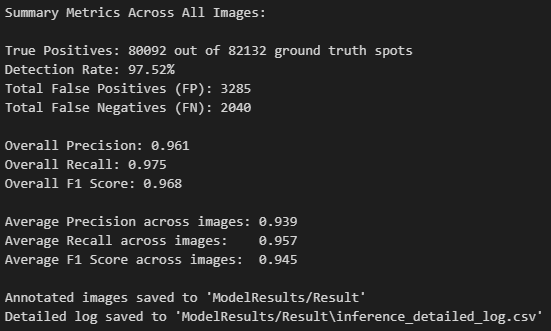 Summary Metrics Across All Images:
True Positives: 80092 out of 82132 ground truth spots
Detection Rate: 97.52%
Total False Positives (FP): 3285
Total False Negatives (FN): 2040
Overall Precision: 0.961
Overall Recall: 0.975
Overall F1 Score: 0.968
Average Precision across images: 0.939
Average Recall across images:    0.957
Average F1 Score across images:  0.945
Annotated images saved to 'ModelResults/Result'
Detailed log saved to 'ModelResults/Result\inference_detailed_log.csv'